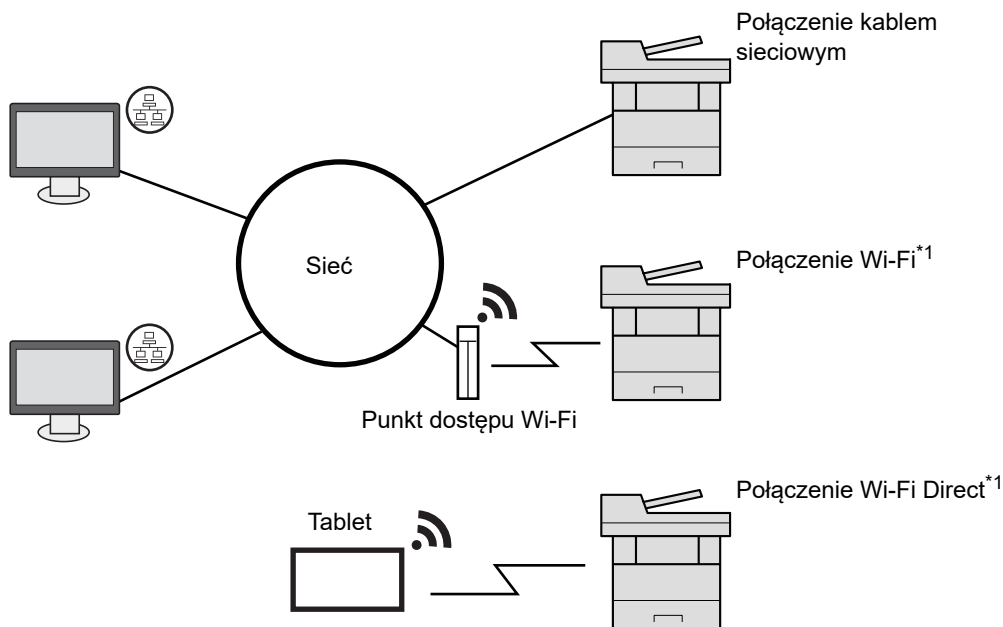 Połączenie kablem
sieciowym
Sieć
Połączenie Wi-Fi*1
Punkt dostępu Wi-Fi
Połączenie Wi-Fi Direct*1
Tablet